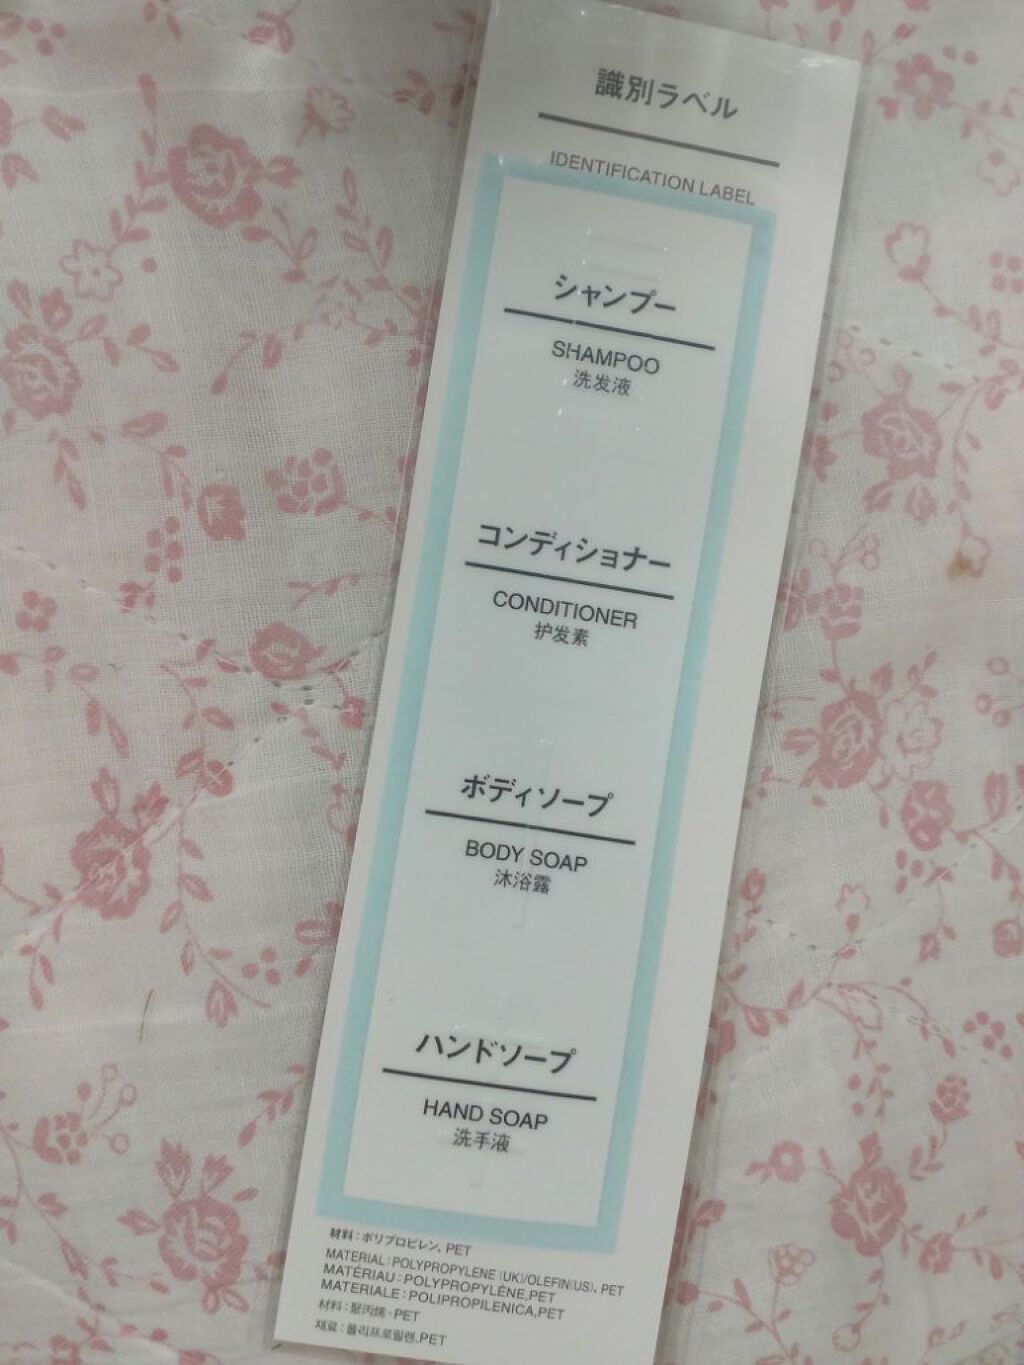 識別ラベル
IDENTIFICATION LABEL
シャンプー
SHAMPOO
洗发液
コンディショナー
CONDITIONER
护发素
ボディソープ
BODY SOAP
沐浴露
ハンドソープ
HAND SOAP
洗手液
材料：ポリプロピレン、PET
MATERIAL：POLYPROPYLENE (UK)/OLEFIN(US)、PET
MATÉRIAU：POLYPROPYLÈNE,PET
MATERIALE：POLIPROPILENICA,PET
材料：聚丙烯・PET
재료：폴리프로필렌,PET